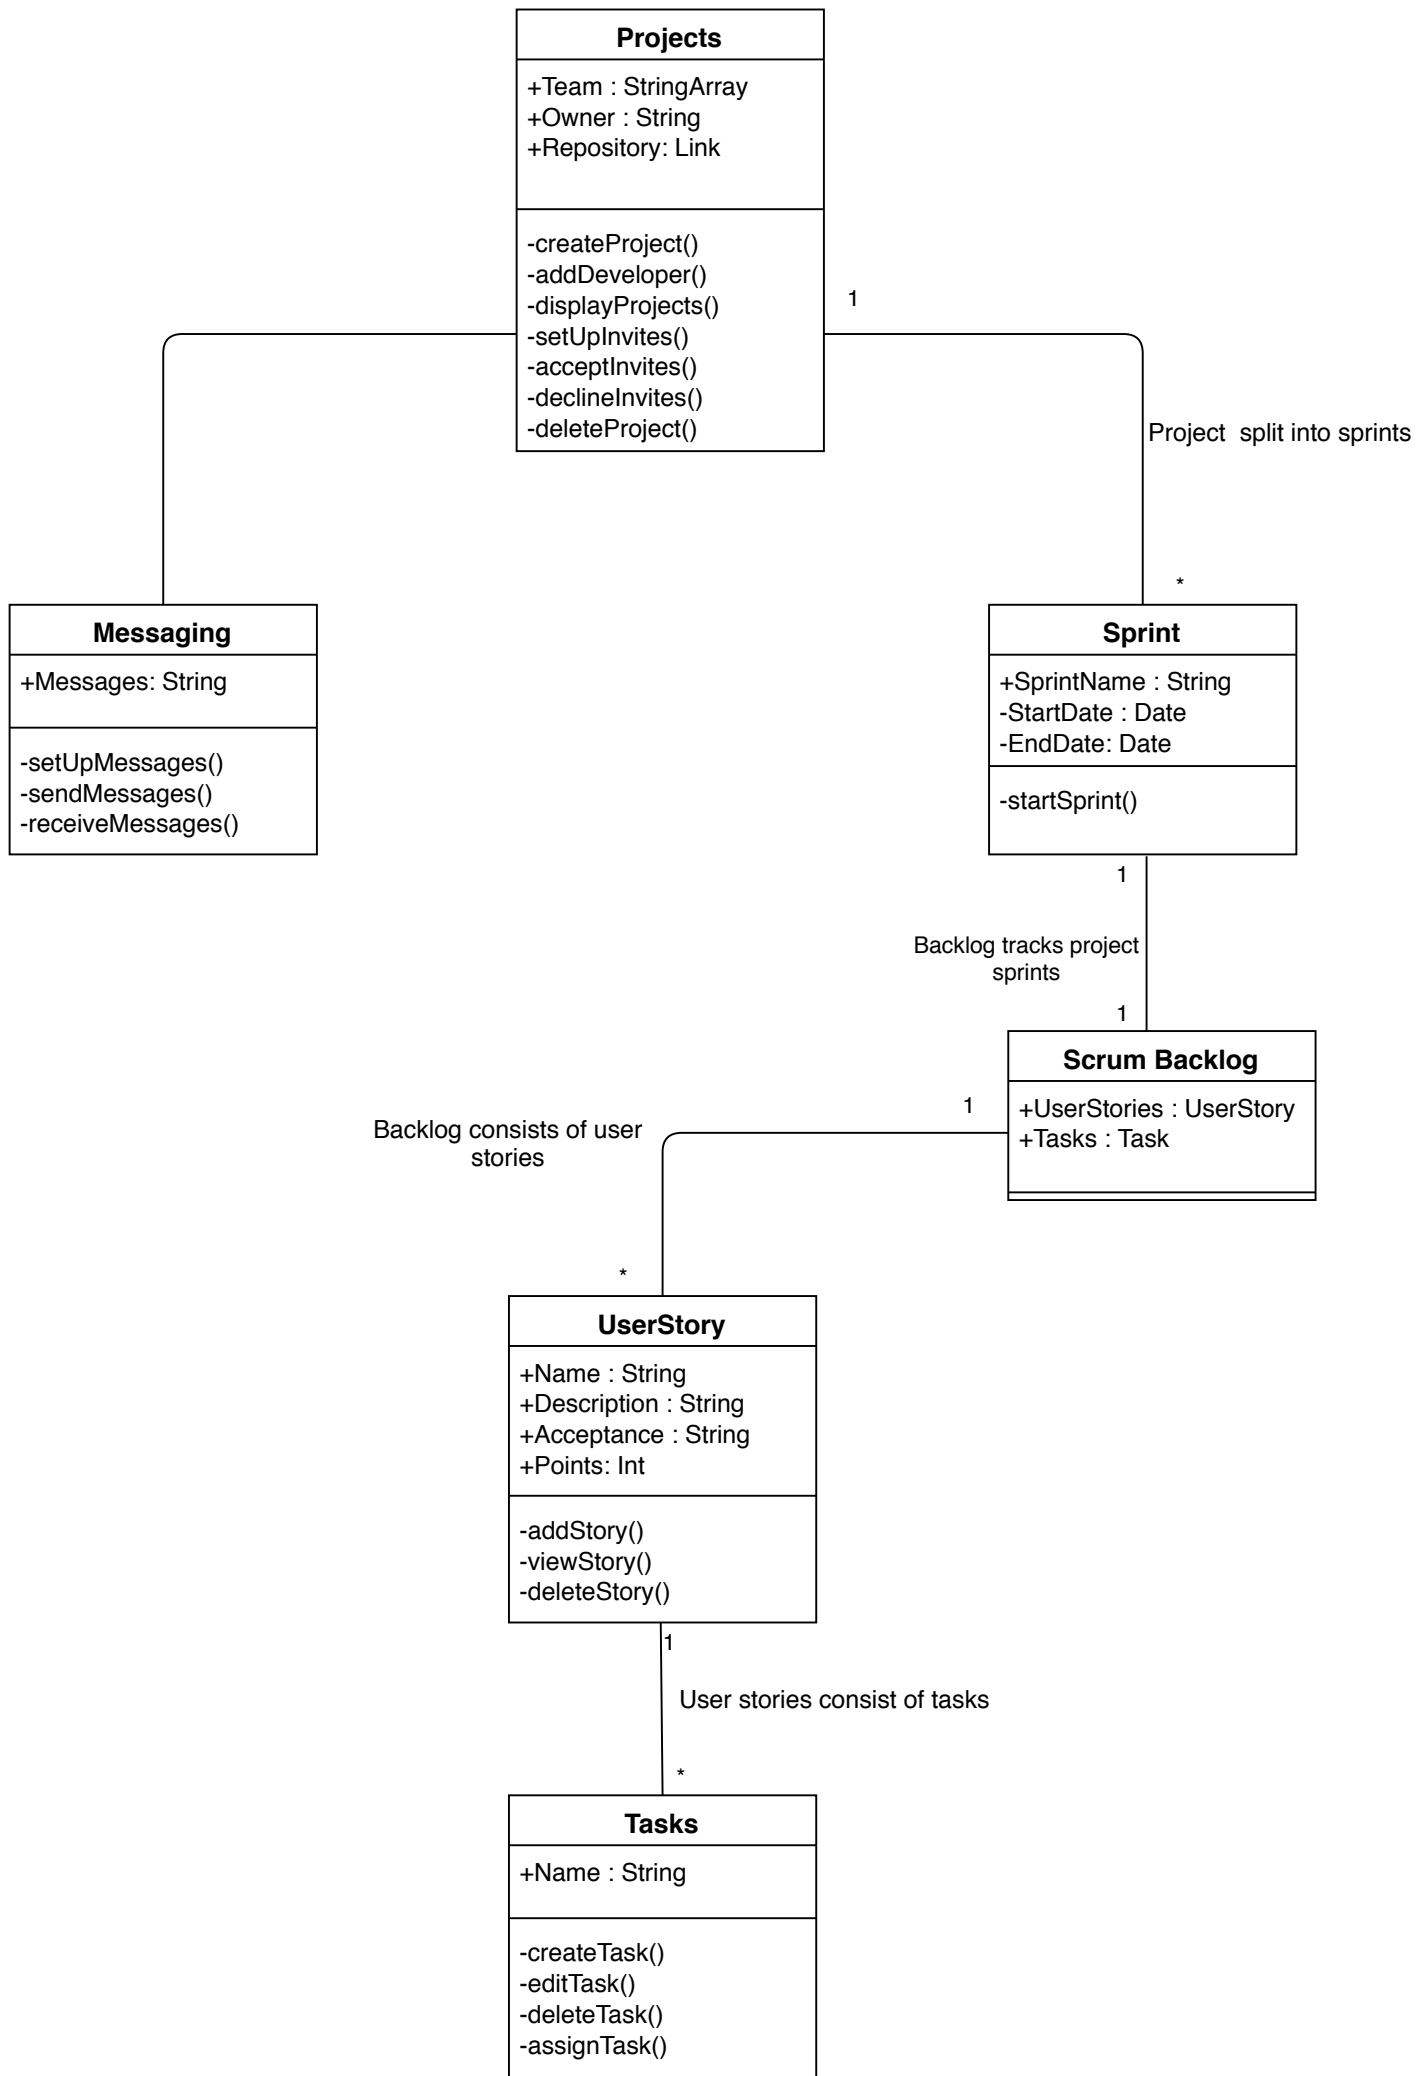 Projects
+Team : StringArray
+Owner : String
+Repository: Link
-createProject()
-addDeveloper()
-displayProjects()
-setUpInvites()
-acceptInvites()
-declineInvites()
-deleteProject()
1
Project  split into sprints
*
Messaging
+Messages: String
-setUpMessages()
-sendMessages()
-receiveMessages()
Sprint
+SprintName : String
-StartDate : Date
-EndDate: Date
-startSprint()
1
Backlog tracks project
sprints
1
Scrum Backlog
+UserStories : UserStory
+Tasks : Task
1
Backlog consists of user
stories
*
UserStory
+Name : String
+Description : String
+Acceptance : String
+Points: Int
-addStory()
-viewStory()
-deleteStory()
1
User stories consist of tasks
*
Tasks
+Name : String
-createTask()
-editTask()
-deleteTask()
-assignTask()